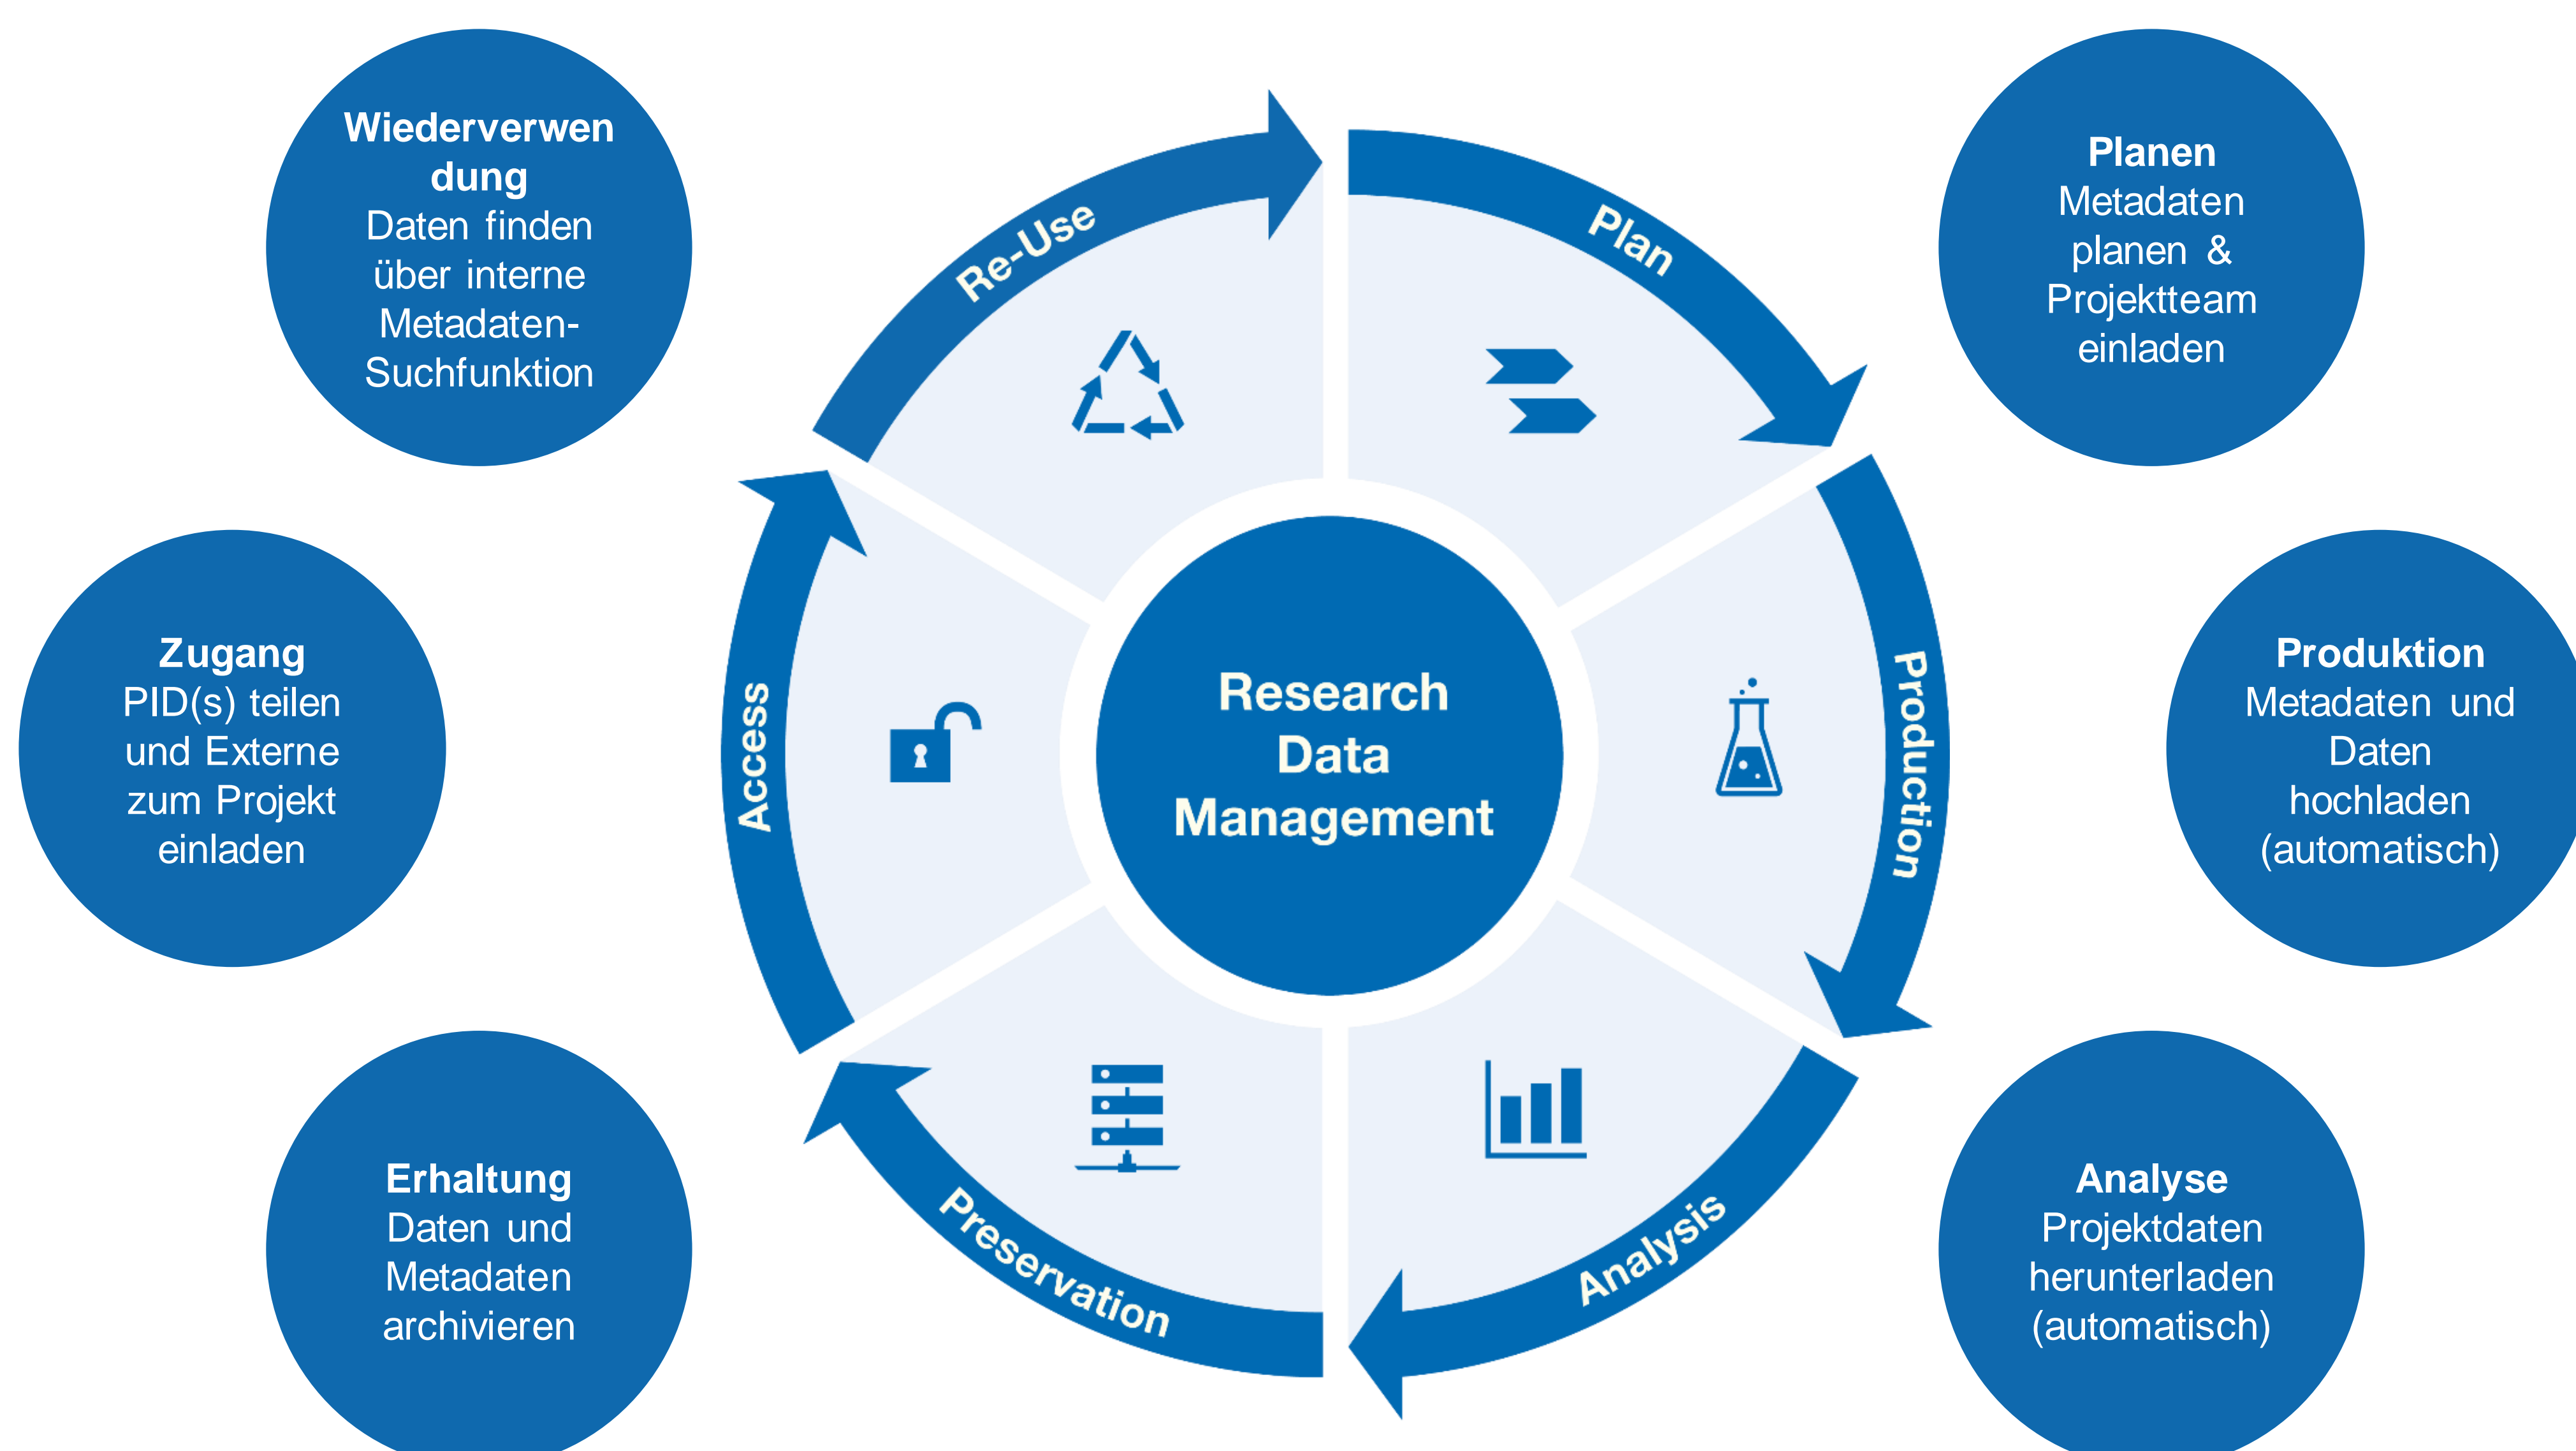 Wiederverwen
dung
Daten finden
über interne
Metadaten-
Suchfunktion
Planen
Metadaten
planen &
Projektteam
einladen
Re-Use
Plan
Zugang
PID(s) teilen
und Externe
zum Projekt
einladen
Access
Research
Data
Management
Production
Produktion
Metadaten und
Daten
hochladen
(automatisch)
Erhaltung
Daten und
Metadaten
archivieren
Preservation
Analysis
Analyse
Projektdaten
herunterladen
(automatisch)